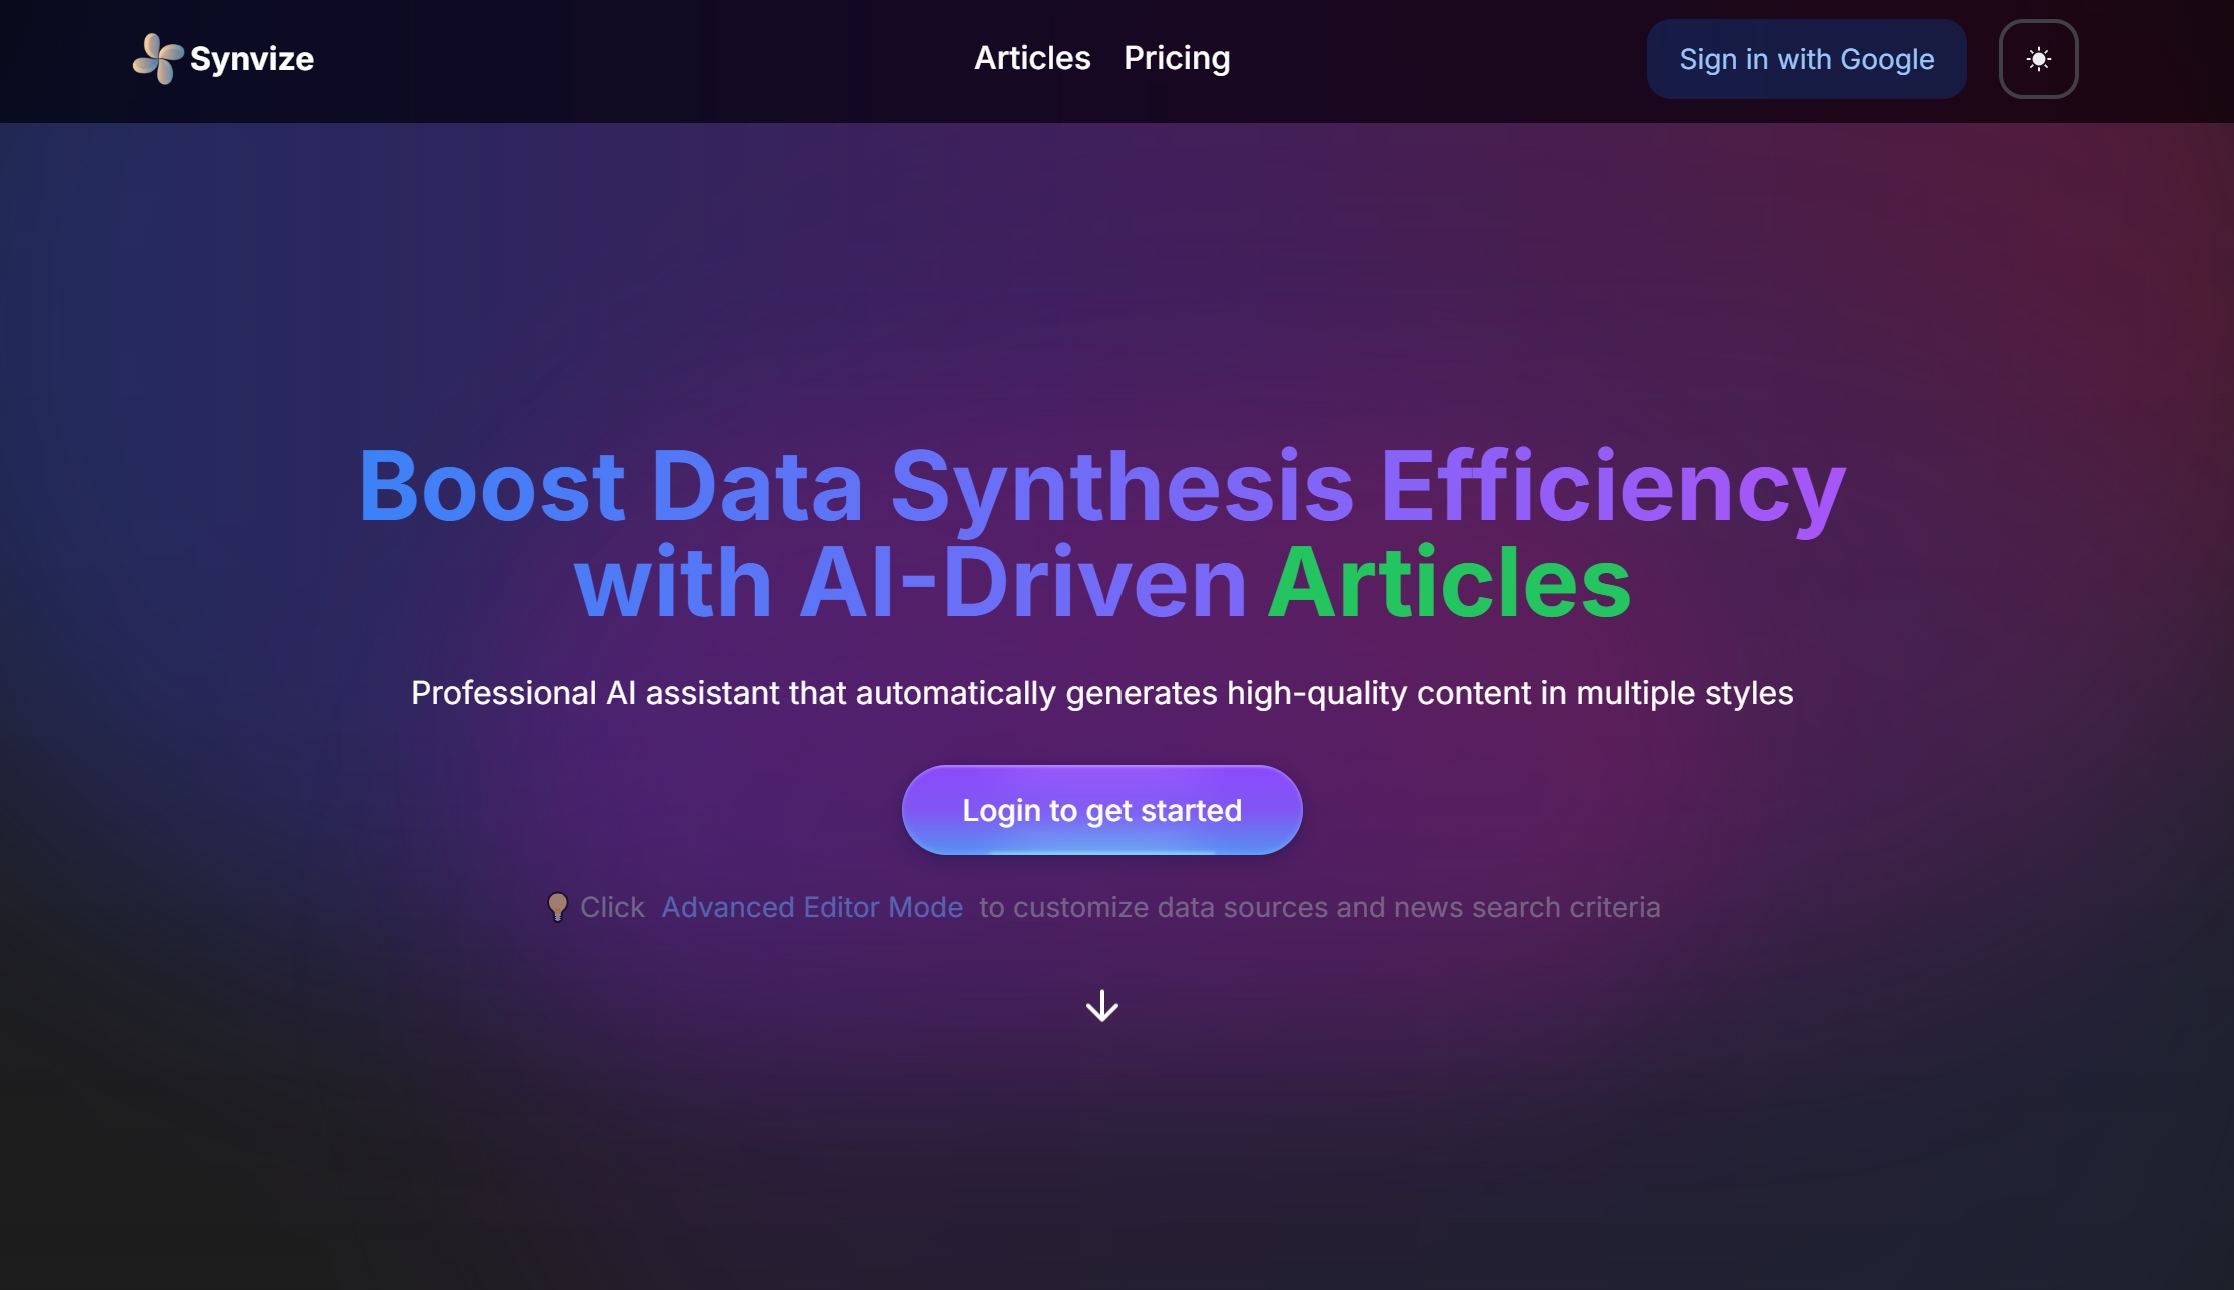 Synvize
Articles Pricing
Sign in with Google
Boost Data Synthesis Efficiency
with AI-Driven Articles
Professional AI assistant that automatically generates high-quality content in multiple styles
Login to get started
Click Advanced Editor Mode to customize data sources and news search criteria